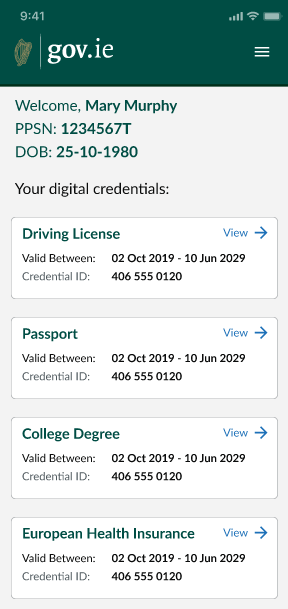 9:41
gov.ie
Welcome, Mary Murphy
PPSN: 1234567T
DOB: 25-10-1980
Your digital credentials:
Driving License View →
Valid Between: 02 Oct 2019 - 10 Jun 2029
Credential ID: 406 555 0120
Passport View →
Valid Between: 02 Oct 2019 - 10 Jun 2029
Credential ID: 406 555 0120
College Degree View →
Valid Between: 02 Oct 2019 - 10 Jun 2029
Credential ID: 406 555 0120
European Health Insurance View →
Valid Between: 02 Oct 2019 - 10 Jun 2029
Credential ID: 406 555 0120